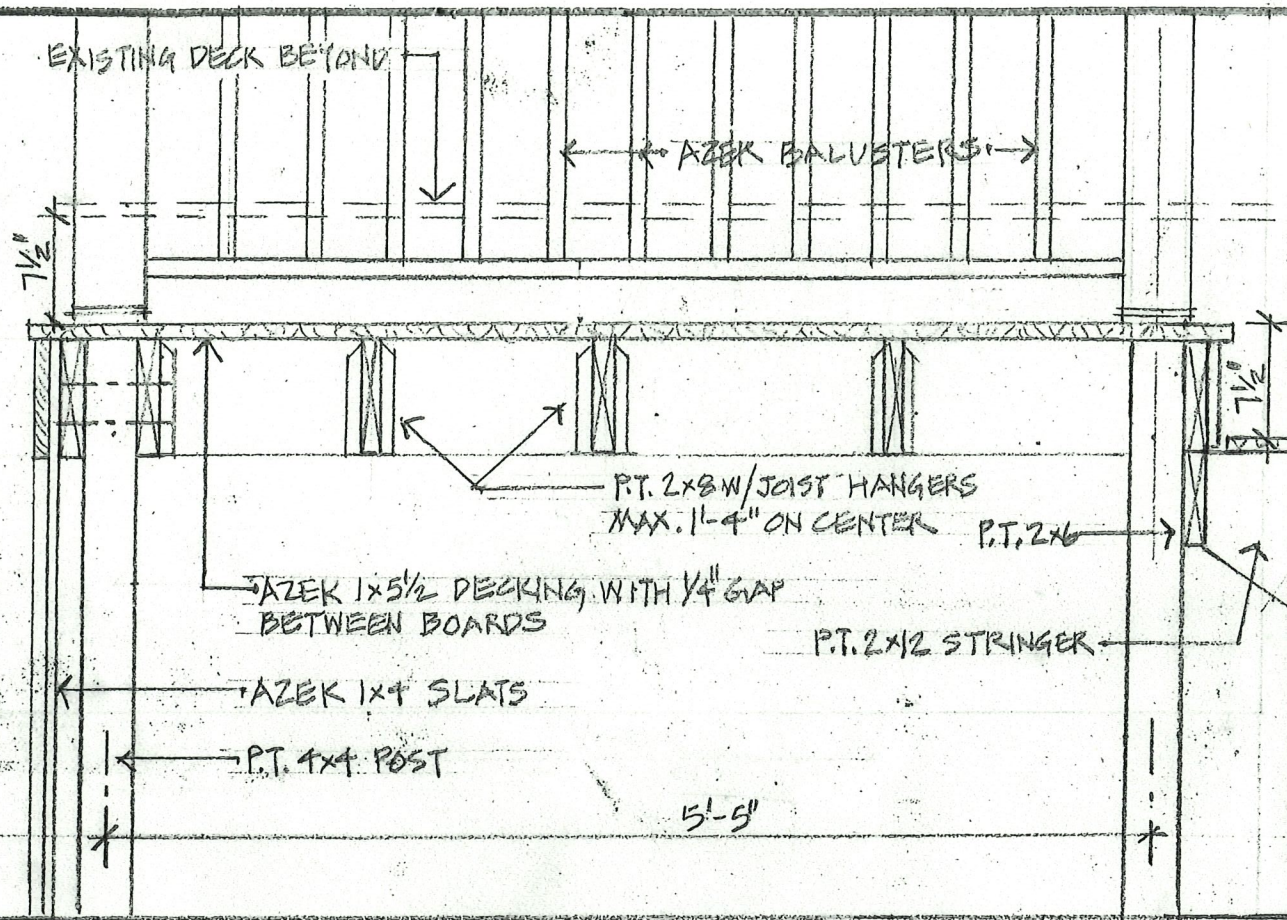 EXISTING DECK BEYOND
AZEK BALUSTERS
7½"
7½"
P.T. 2x8 W/JOIST HANGERS
MAX. 1'-4" ON CENTER
P.T. 2x6
AZEK 1x5½ DECKING, WITH ¼" GAP
BETWEEN BOARDS
P.T. 2x12 STRINGER
AZEK 1x4 SLATS
P.T. 4x4 POST
5'-5"